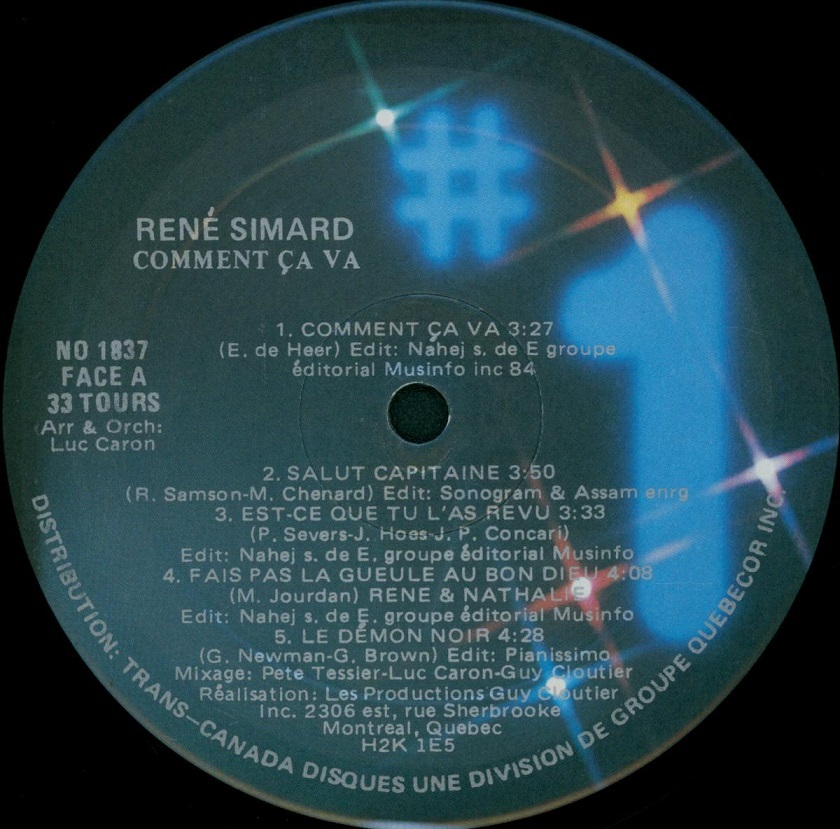 #1
RENÉ SIMARD
COMMENT ÇA VA
1. COMMENT ÇA VA 3:27
(E. de Heer) Edit: Nahej s. de E groupe
éditorial Musinfo inc 84
NO 1837
FACE A
33 TOURS
Arr & Orch:
Luc Caron
2. SALUT CAPITAINE 3:50
(R. Samson-M. Chenard) Edit: Sonogram & Assam enrg
3. EST-CE QUE TU L'AS REVU 3:33
(P. Severs-J. Hoes-J. P. Concari)
Edit: Nahej s. de E. groupe éditorial Musinfo
4. FAIS PAS LA GUEULE AU BON DIEU 4:08
(M. Jourdan) RENE & NATHALIE
Edit: Nahej s. de E. groupe éditorial Musinfo
5. LE DÉMON NOIR 4:28
(G. Newman-G. Brown) Edit: Pianissimo
Mixage: Pete Tessier-Luc Caron-Guy Cloutier
Réalisation: Les Productions Guy Cloutier
Inc. 2306 est, rue Sherbrooke
Montreal, Quebec
H2K 1E5
DISTRIBUTION: TRANS-CANADA DISQUES UNE DIVISION DE GROUPE QUEBECOR INC.